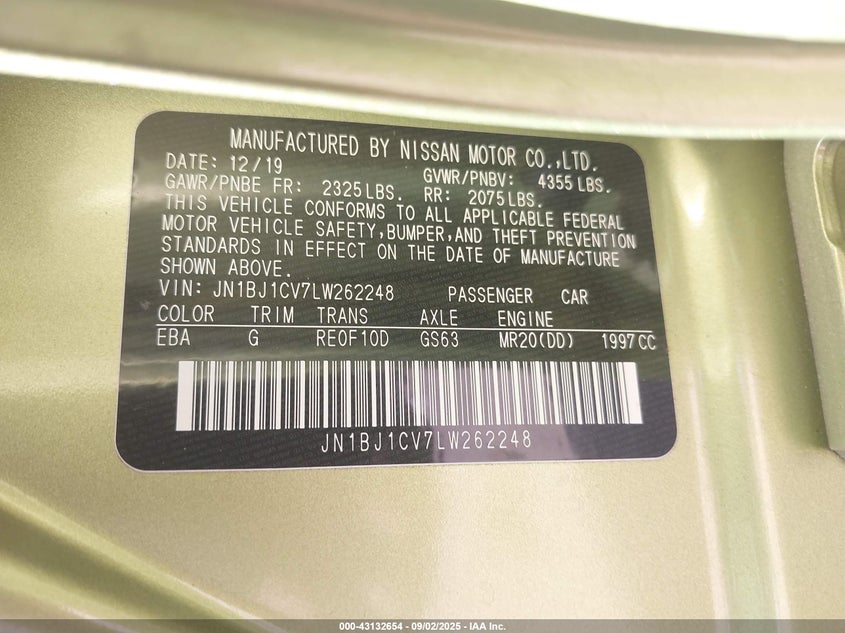 MANUFACTURED BY NISSAN MOTOR CO.,LTD.
DATE: 12/19 GVWR/PNBV: 4355 LBS.
GAWR/PNBE FR: 2325 LBS. RR: 2075 LBS.
THIS VEHICLE CONFORMS TO ALL APPLICABLE FEDERAL
MOTOR VEHICLE SAFETY,BUMPER,AND THEFT PREVENTION
STANDARDS IN EFFECT ON THE DATE OF MANUFACTURE
SHOWN ABOVE.
VIN: JN1BJ1CV7LW262248 PASSENGER CAR
COLOR TRIM TRANS AXLE ENGINE
EBA G RE0F10D GS63 MR20(DD) 1997 CC
JN1BJ1CV7LW262248
000-43132654 - 09/02/2025 - IAA Inc.